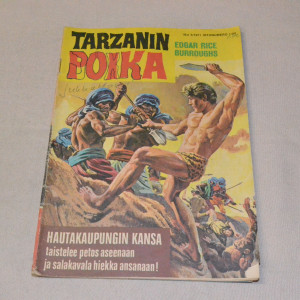 TARZANIN
POIKA
EDGAR RICE
BURROUGHS
HAUTAKAUPUNGIN KANSA
taistelee petos aseenaan
ja salakavala hiekka ansanaan!